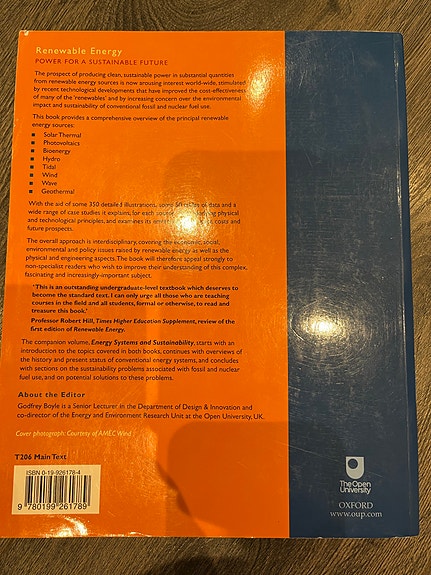 Renewable Energy
POWER FOR A SUSTAINABLE FUTURE
The prospect of producing clean, sustainable power in substantial quantities
from renewable energy sources is now arousing interest world-wide, stimulated
by recent technological developments that have improved the cost-effectiveness
of many of the 'renewables' and by increasing concern over the environmental
impact and sustainability of conventional fossil and nuclear fuel use.
This book provides a comprehensive overview of the principal renewable
energy sources:
■ Solar Thermal
■ Photovoltaics
■ Bioenergy
■ Hydro
■ Tidal
■ Wind
■ Wave
■ Geothermal
With the aid of some 350 detailed illustrations, some 50 tables of data and a
wide range of case studies it explains, for each source, the underlying physical
and technological principles, and examines its environmental impact, costs and
future prospects.
The overall approach is interdisciplinary, covering the economic, social,
environmental and policy issues raised by renewable energy as well as the
physical and engineering aspects. The book will therefore appeal strongly to
non-specialist readers who wish to improve their understanding of this complex,
fascinating and increasingly-important subject.
'This is an outstanding undergraduate-level textbook which deserves to
become the standard text. I can only urge all those who are teaching
courses in the field and all students, formal or otherwise, to read and
treasure this book.'
Professor Robert Hill, Times Higher Education Supplement, review of the
first edition of Renewable Energy.
The companion volume, Energy Systems and Sustainability, starts with an
introduction to the topics covered in both books, continues with overviews of
the history and present status of conventional energy systems, and concludes
with sections on the sustainability problems associated with fossil and nuclear
fuel use, and on potential solutions to these problems.
About the Editor
Godfrey Boyle is a Senior Lecturer in the Department of Design & Innovation and
co-director of the Energy and Environment Research Unit at the Open University, UK.
Cover photograph: Courtesy of AMEC Wind
T206 Main Text
ISBN 0-19-926178-4
9 780199 261789
The Open
University
OXFORD
www.oup.com